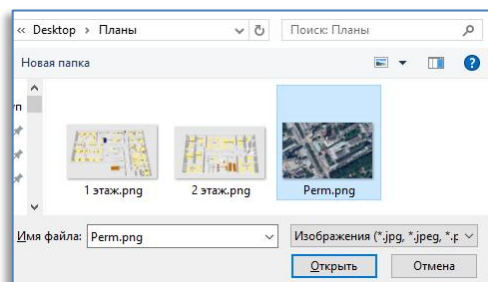 « Desktop > Планы
Поиск: Планы
Новая папка
1 этаж.png
2 этаж.png
Perm.png
Имя файла: Perm.png
Изображения (*.jpg, *.jpeg, *.
Открыть
Отмена